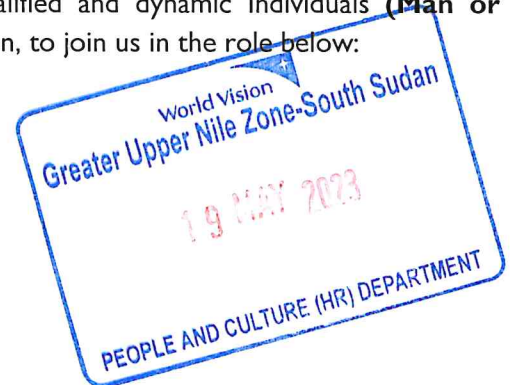 alified and dynamic individuals (Man or
n, to join us in the role below:
World Vision
Greater Upper Nile Zone-South Sudan
19 MAY 2023
PEOPLE AND CULTURE (HR) DEPARTMENT